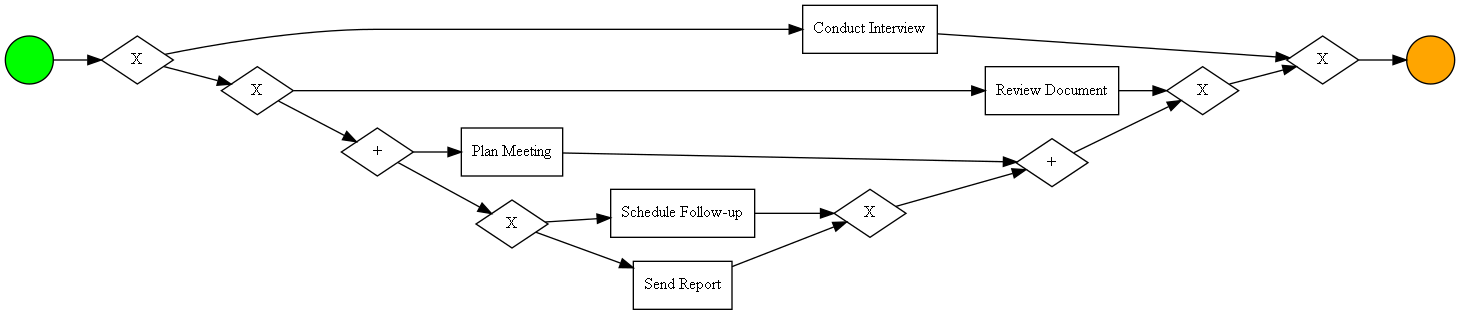 Conduct Interview
X
X
X
Review Document
X
+
Plan Meeting
+
X
Schedule Follow-up
X
Send Report